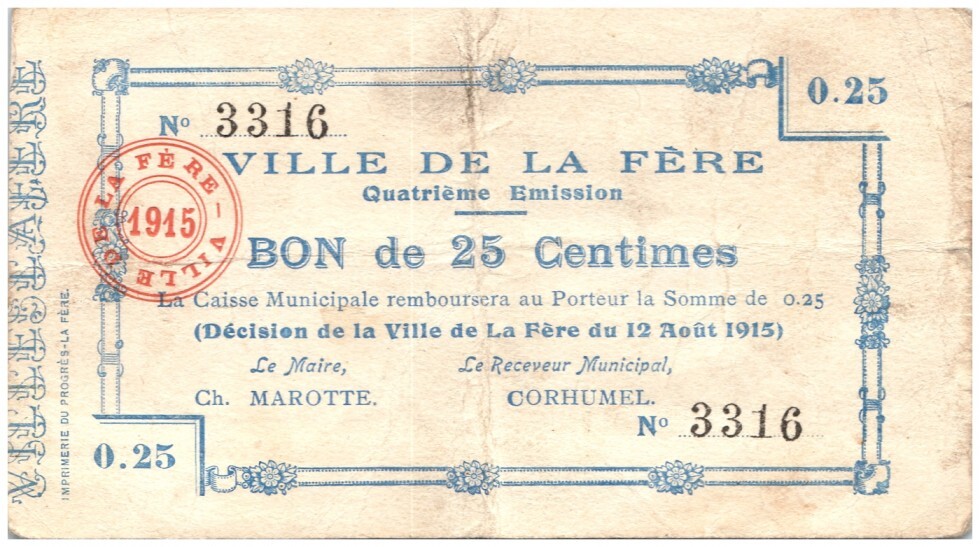 0.25
Nº 3316
VILLE DE LA FÈRE
Quatrième Emission
VILLE DE LA FÈRE – 1915
BON de 25 Centimes
La Caisse Municipale remboursera au Porteur la Somme de 0.25
(Décision de la Ville de La Fère du 12 Août 1915)
Le Maire, Le Receveur Municipal,
Ch. MAROTTE. CORHUMEL.
Nº 3316
0.25
IMPRIMERIE DU PROGRÈS-LA FÈRE.
VILLE DE LA FÈRE